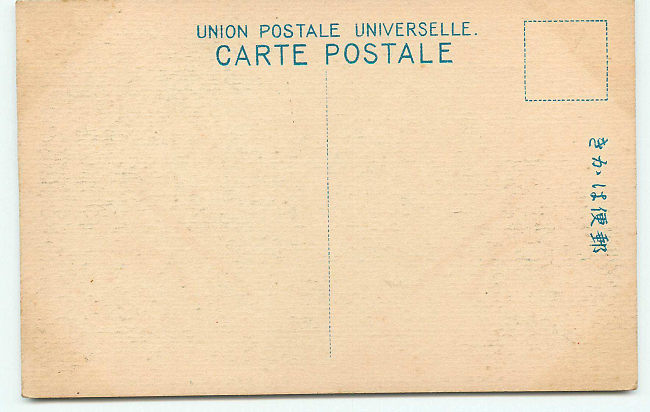 UNION POSTALE UNIVERSELLE.
CARTE POSTALE
郵便はかき